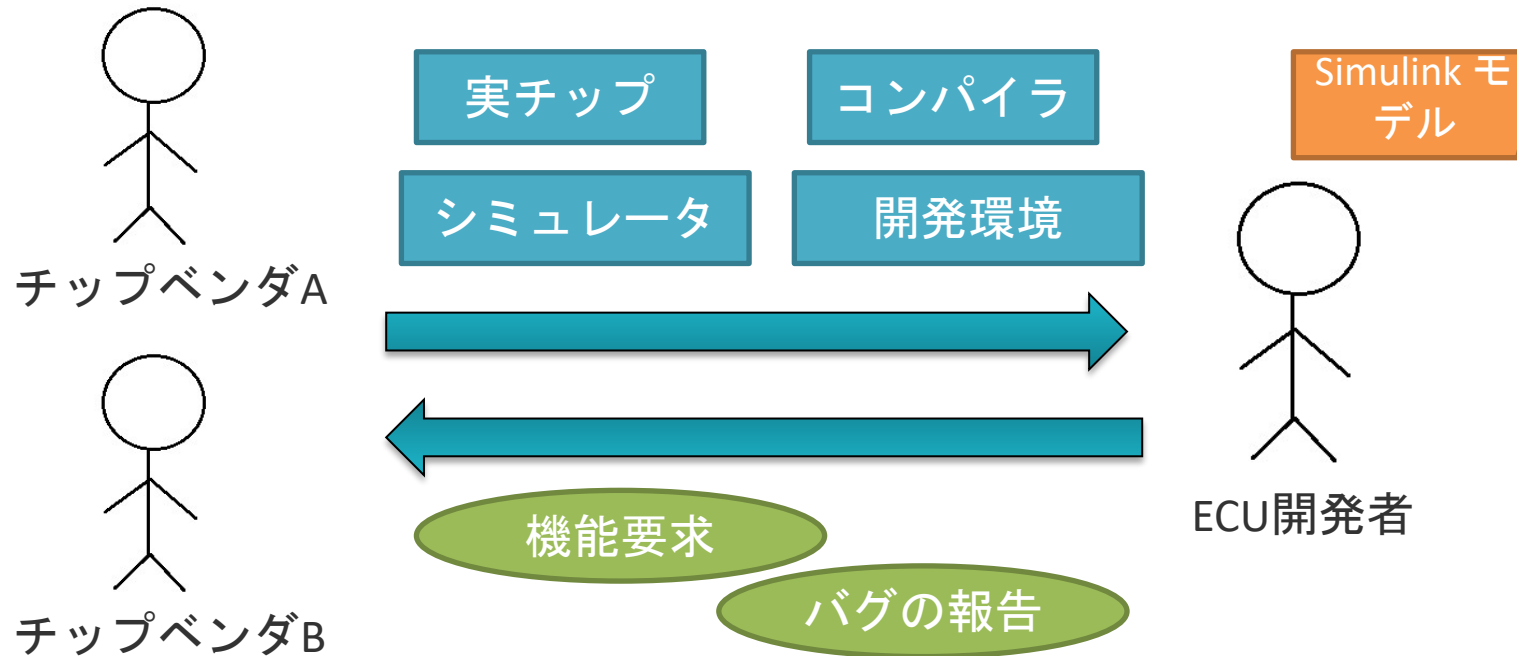 実チップ
コンパイラ
Simulink モ
デル
シミュレータ
開発環境
チップベンダA
機能要求
ECU開発者
バグの報告
チップベンダB